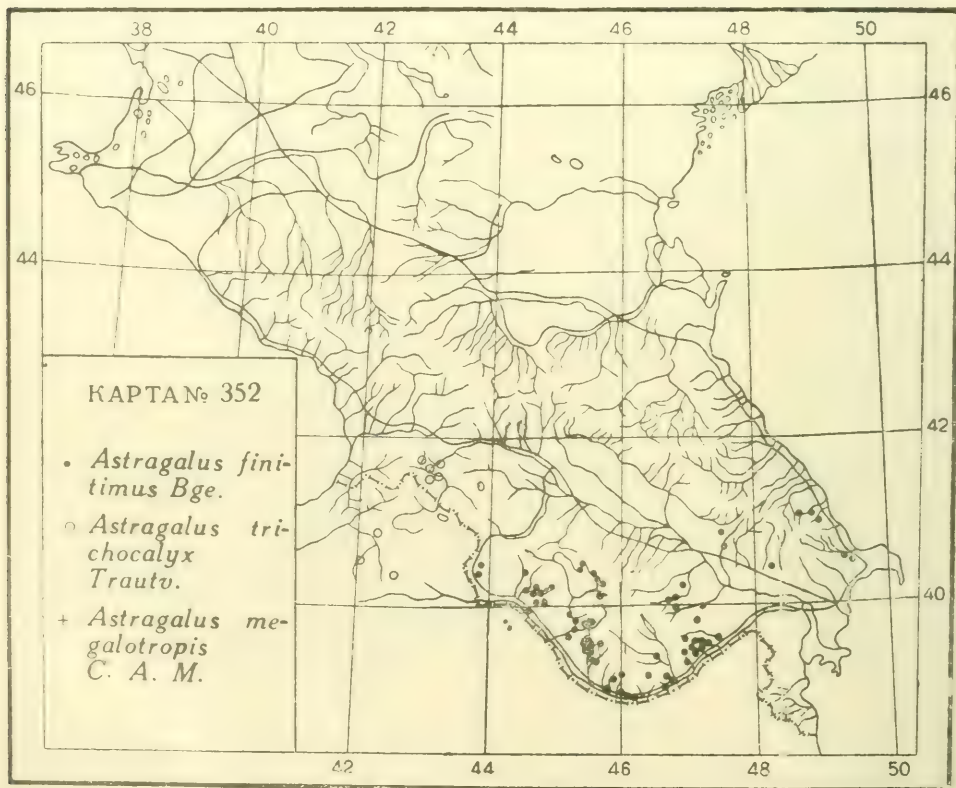 38 40 42 44 46 48 50
46 46
44 44
КАРТА № 352
42
• Astragalus fini-
timus Bge.
○ Astragalus tri-
chocalyx
Trautv.
40
+ Astragalus me-
galotropis
C. A. M.
42 44 46 48 50